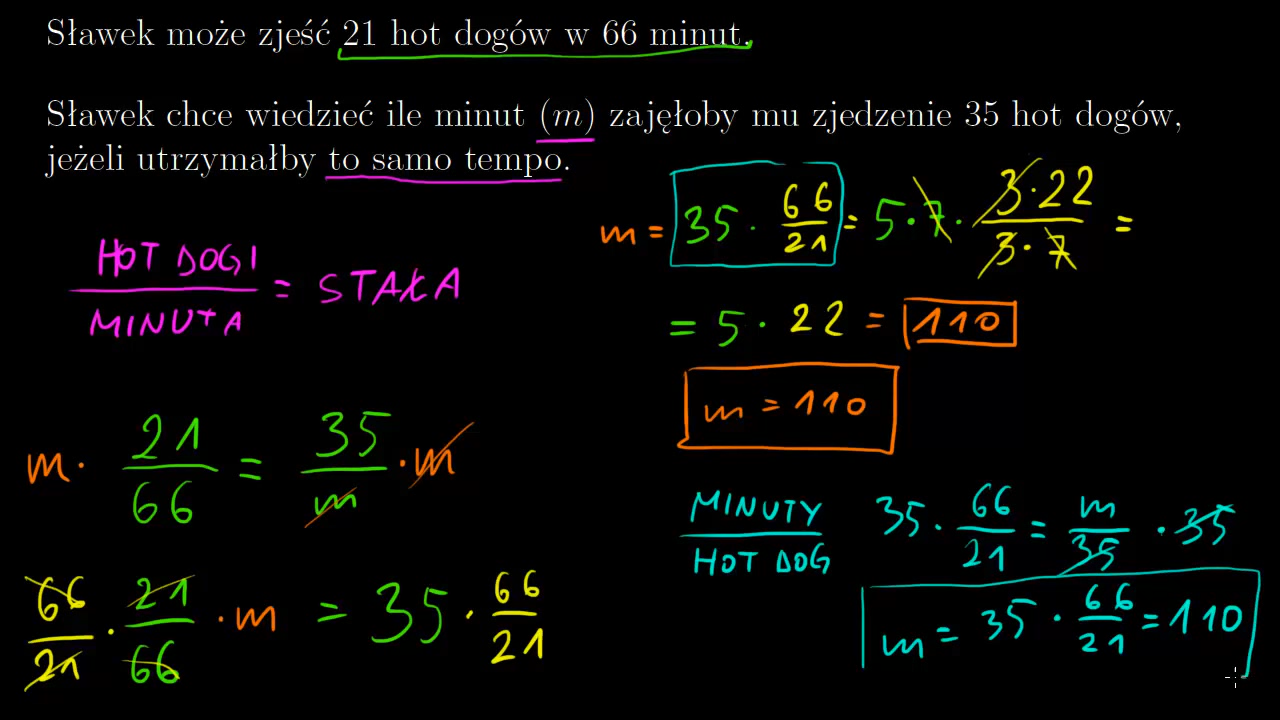 Sławek może zjeść 21 hot dogów w 66 minut.
Sławek chce wiedzieć ile minut (m) zajęłoby mu zjedzenie 35 hot dogów,
jeżeli utrzymałby to samo tempo.
HOT DOGI / MINUTA = STAŁA
m · 21/66 = 35/m · m
66/21 · 21/66 · m = 35 · 66/21
m = 35 · 66/21 = 5 · 7 · 3·22/3·7 =
= 5 · 22 = 110
m = 110
MINUTY / HOT DOG
35 · 66/21 = m/35 · 35
m = 35 · 66/21 = 110